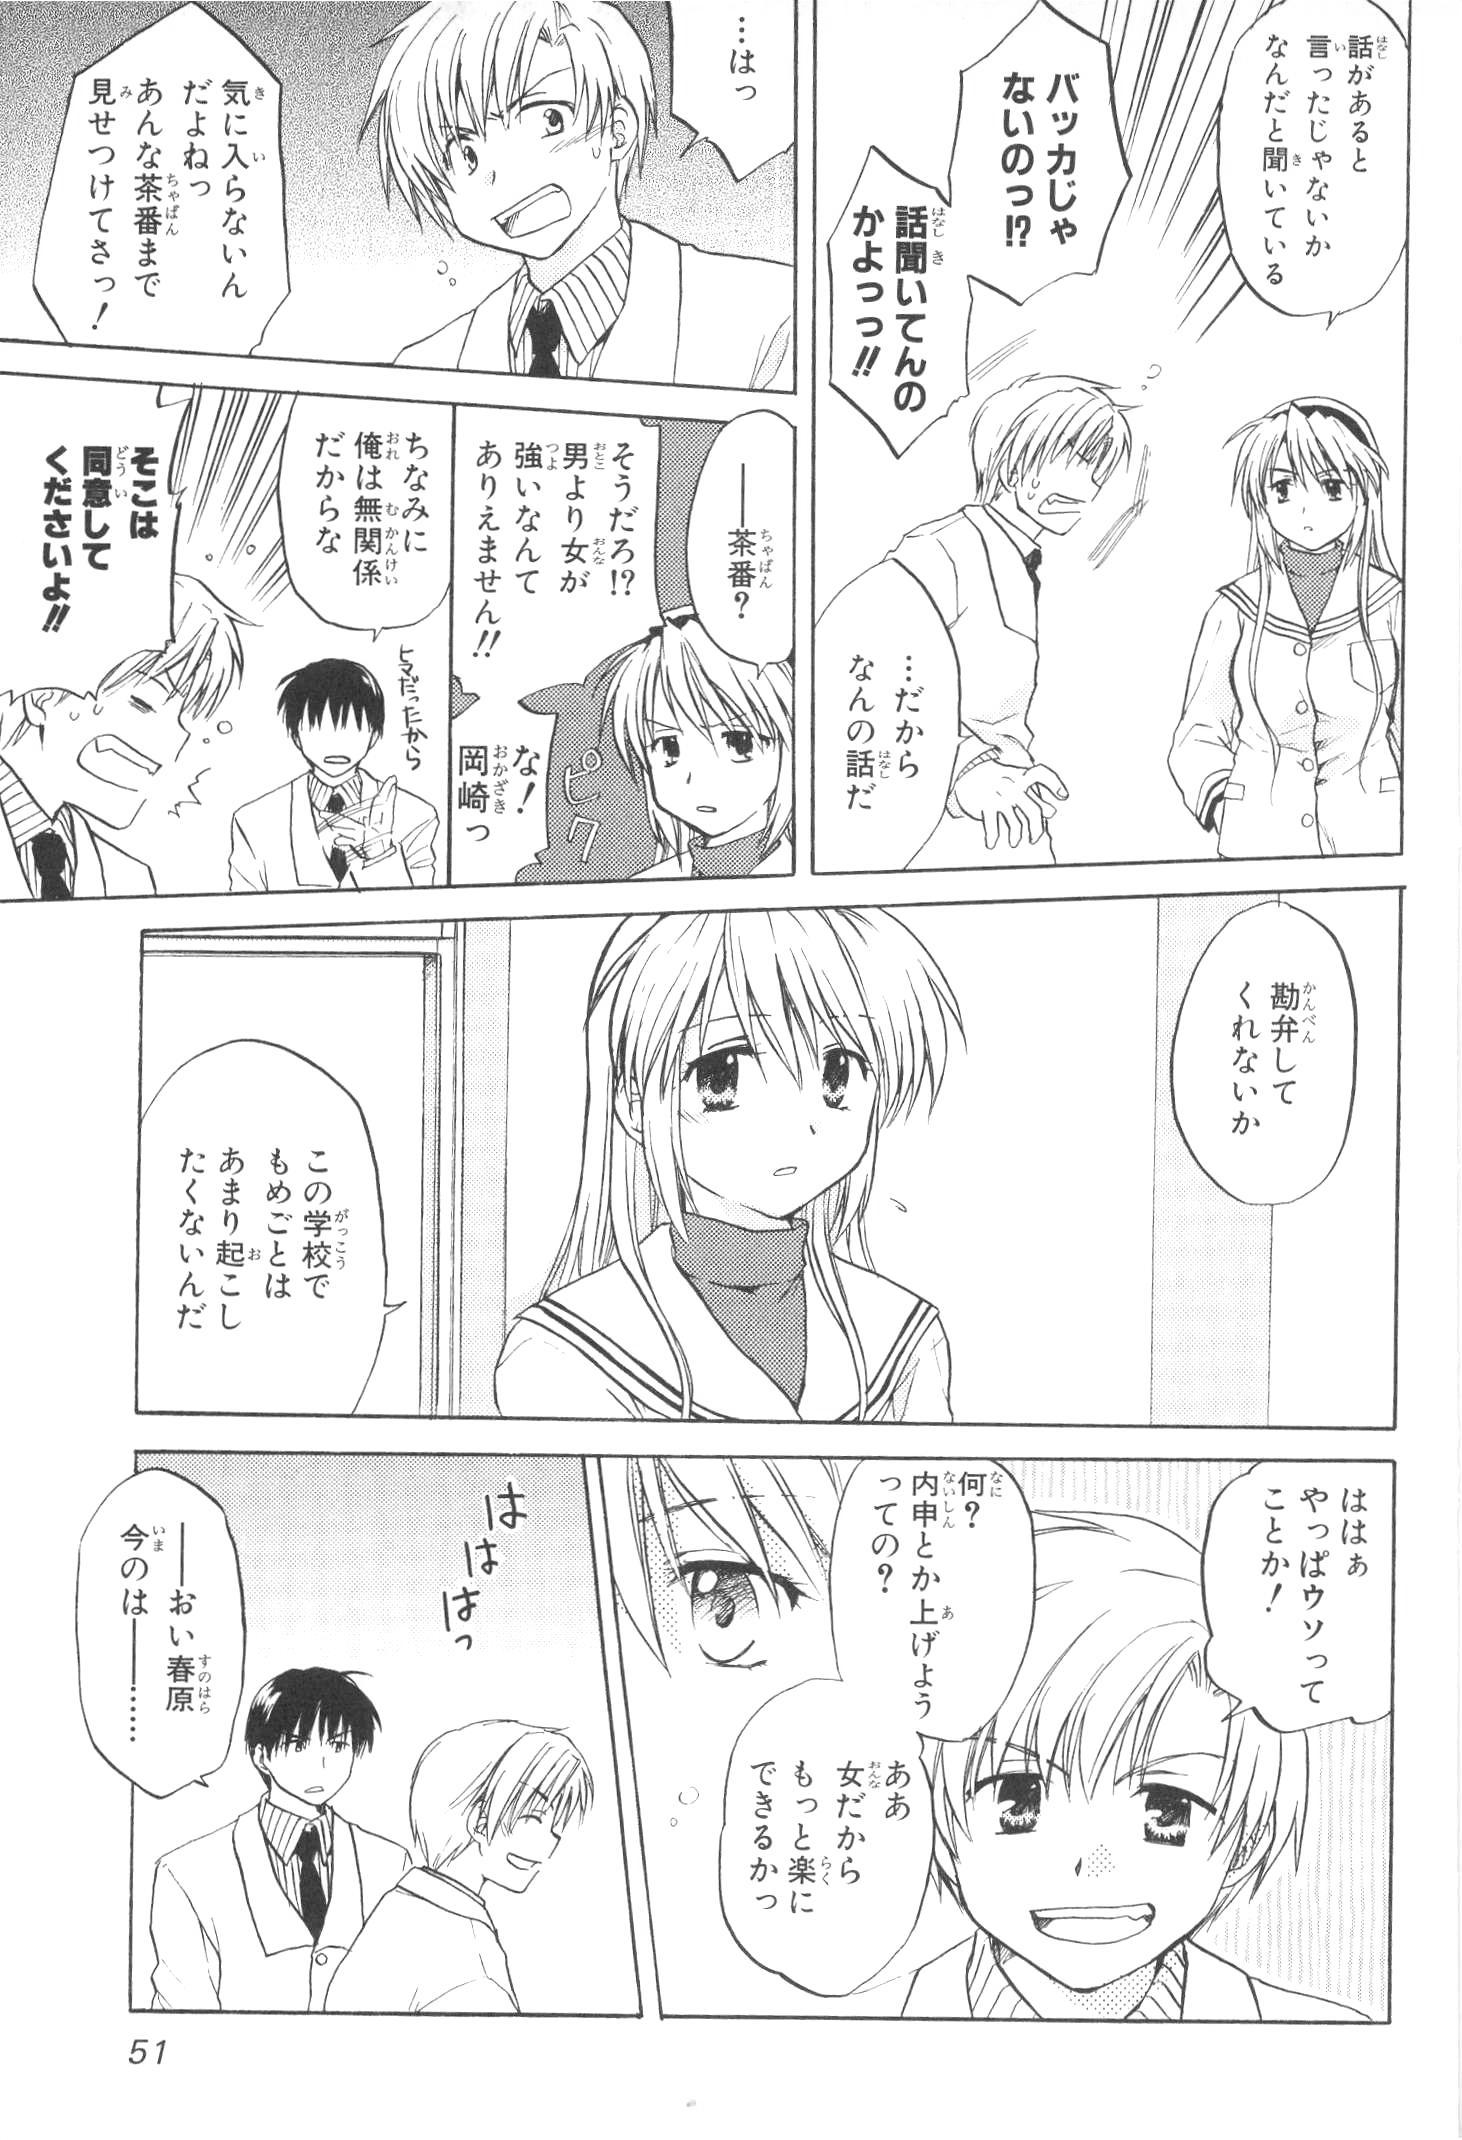 話があると
言ったじゃないか
なんだと聞いている
バッカじゃ
ないのっ!?
話聞いてんの
かよっっ!!
…だから
なんの話だ
…はっ
気に入らないん
だよねっ
あんな茶番まで
見せつけてさっ!
――茶番?
ピク
そうだろ!?
男より女が
強いなんて
ありえません!!
な!
岡崎っ
ちなみに
俺は無関係
だからな
ヒマだったから
そこは
同意して
くださいよ!!
勘弁して
くれないか
この学校で
もめごとは
あまり起こし
たくないんだ
ははぁ
やっぱウソって
ことか!
何?
内申とか上げよう
っての?
ああ
女だから
もっと楽に
できるかっ
はははっ
――おい春原
今のは――……
51